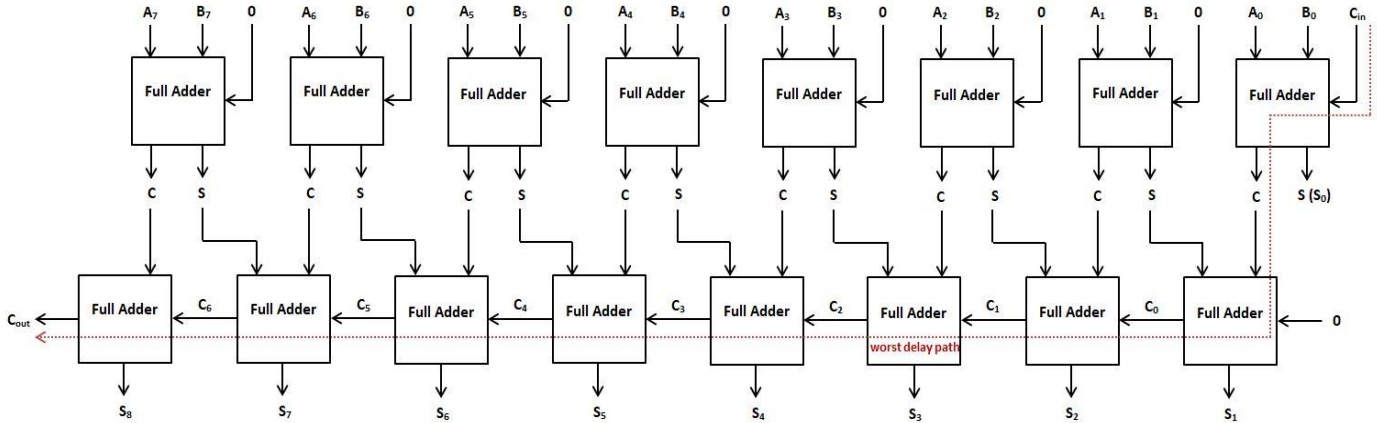 A₇ B₇ 0 A₆ B₆ 0 A₅ B₅ 0 A₄ B₄ 0 A₃ B₃ 0 A₂ B₂ 0 A₁ B₁ 0 A₀ B₀ Cᵢₙ
Full Adder Full Adder Full Adder Full Adder Full Adder Full Adder Full Adder Full Adder
C S C S C S C S C S C S C S C S (S₀)
Full Adder C₆ Full Adder C₅ Full Adder C₄ Full Adder C₃ Full Adder C₂ Full Adder C₁ Full Adder C₀ Full Adder
Cₒᵤₜ 0
worst delay path
S₈ S₇ S₆ S₅ S₄ S₃ S₂ S₁